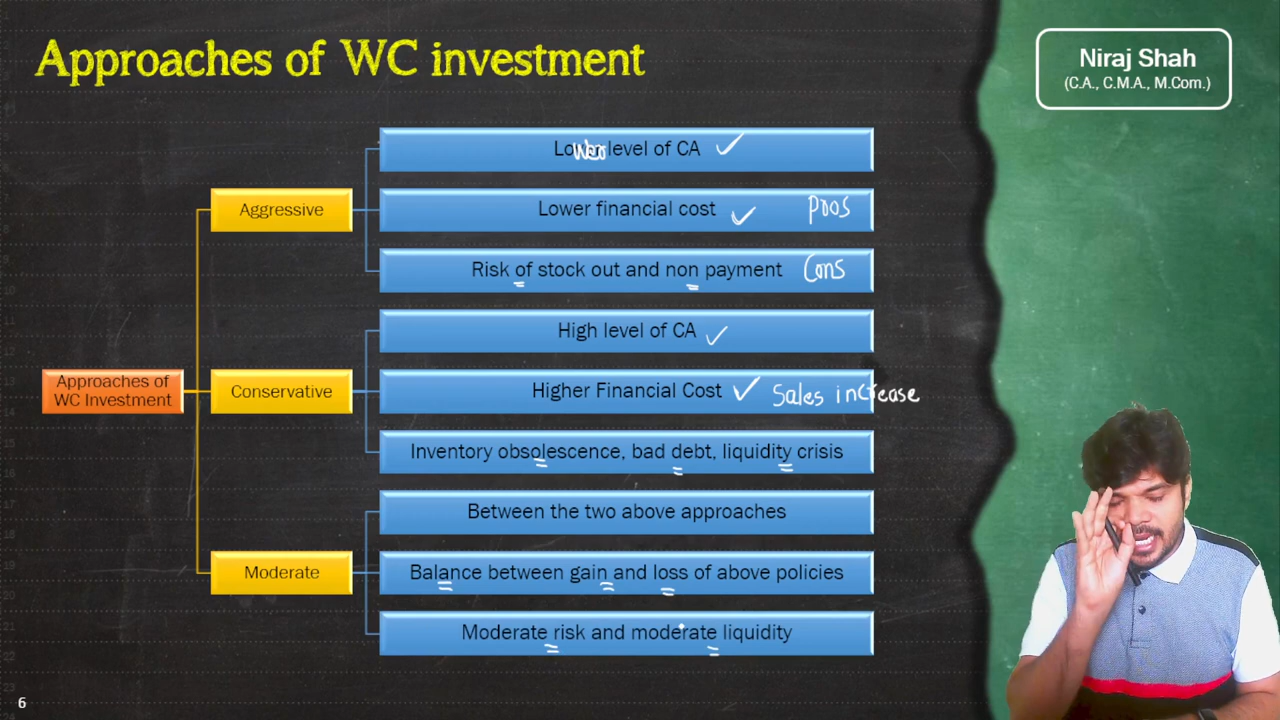 Approaches of WC investment
Niraj Shah
(C.A., C.M.A., M.Com.)
Lower level of CA
Aggressive
Lower financial cost
Pros
Risk of stock out and non payment
Cons
High level of CA
Approaches of
WC Investment
Conservative
Higher Financial Cost
Sales increase
Inventory obsolescence, bad debt, liquidity crisis
Between the two above approaches
Moderate
Balance between gain and loss of above policies
Moderate risk and moderate liquidity
6